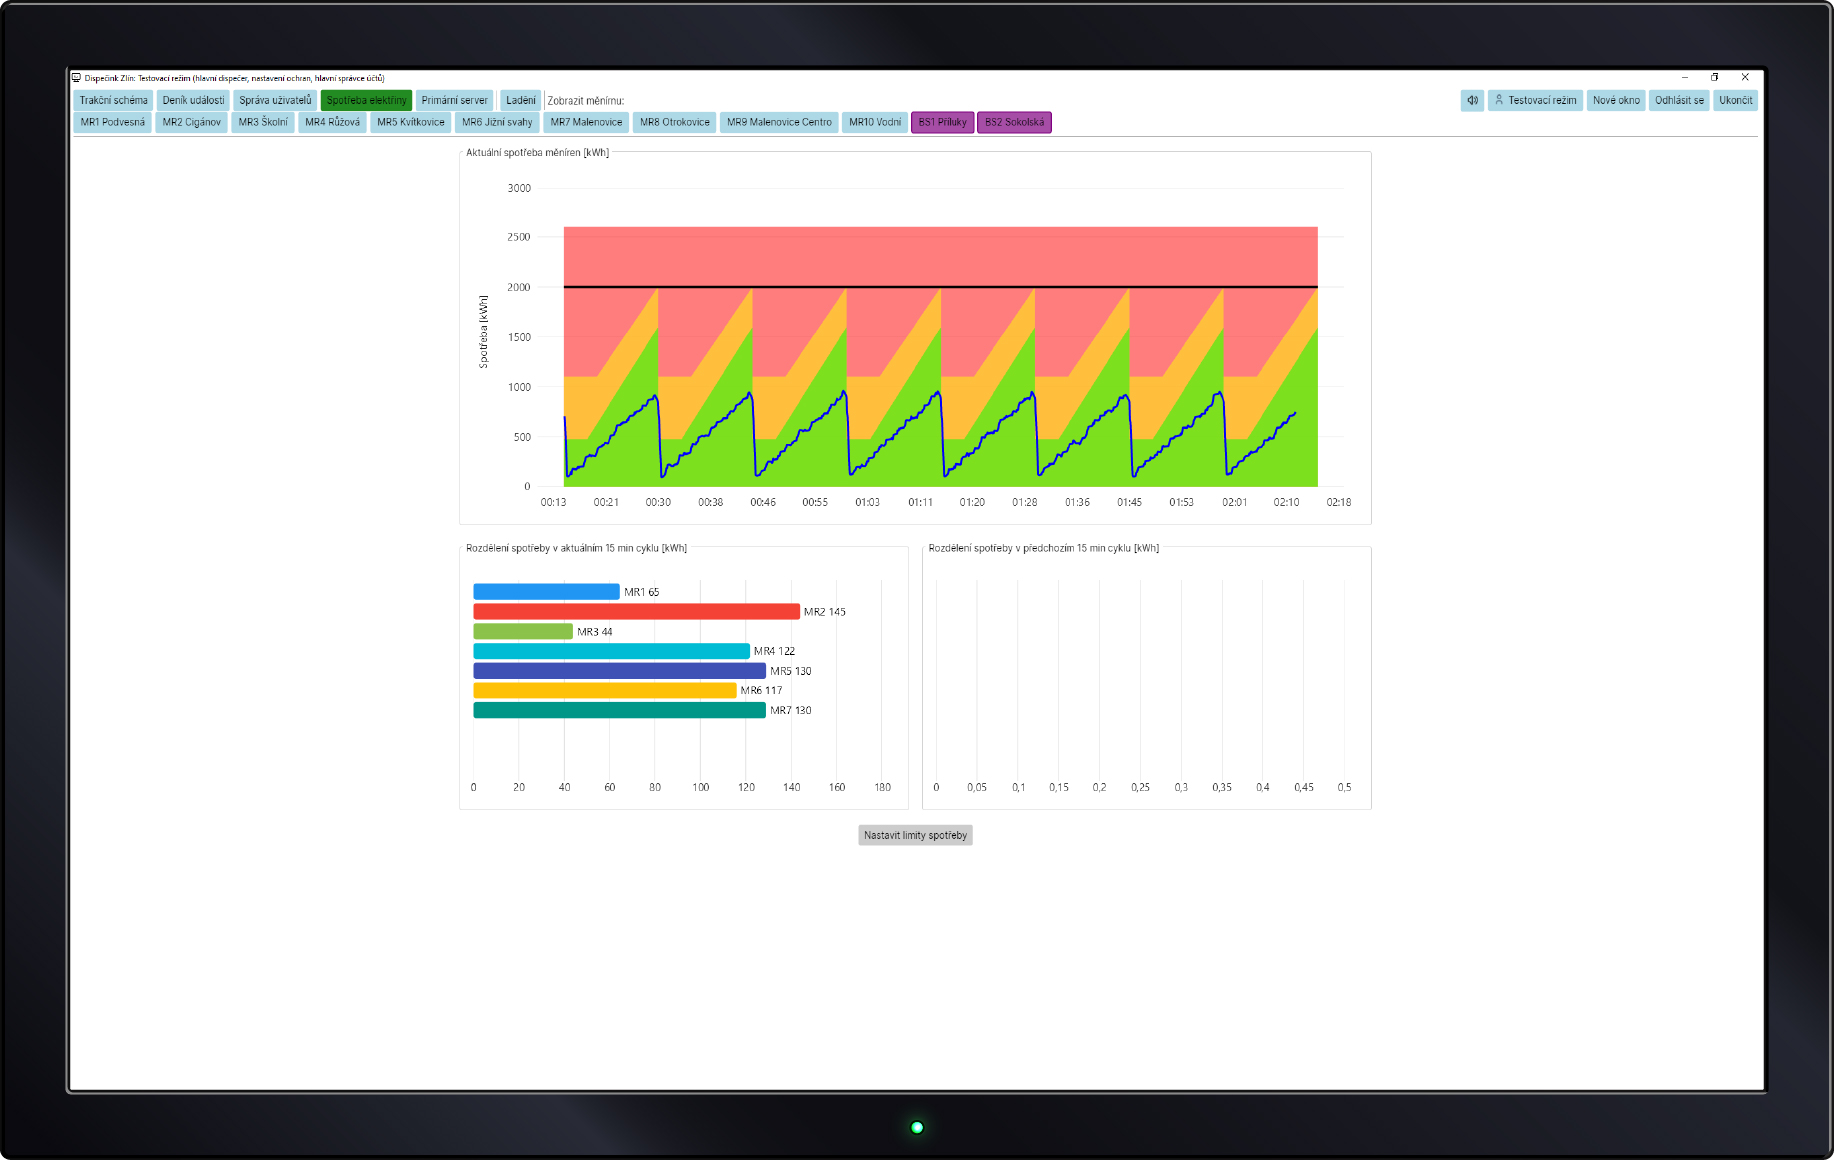 Dispečink Zlín: Testovací režim (hlavní dispečer, nastavení ochran, hlavní správce účtů)
Trakční schéma Deník událostí Správa uživatelů Spotřeba elektřiny Primární server Ladění Zobrazit měnírnu: Testovací režim Nové okno Odhlásit se Ukončit
MR1 Podvesná MR2 Cigánov MR3 Školní MR4 Růžová MR5 Kvítkovice MR6 Jižní svahy MR7 Malenovice MR8 Otrokovice MR9 Malenovice Centro MR10 Vodní BS1 Příluky BS2 Sokolská
Aktuální spotřeba měníren [kWh]
3000
2500
2000
1500
1000
500
0
Spotřeba [kWh]
00:13 00:21 00:30 00:38 00:46 00:55 01:03 01:11 01:20 01:28 01:36 01:45 01:53 02:01 02:10 02:18
Rozdělení spotřeby v aktuálním 15 min cyklu [kWh]
MR1 65
MR2 145
MR3 44
MR4 122
MR5 130
MR6 117
MR7 130
0 20 40 60 80 100 120 140 160 180
Rozdělení spotřeby v předchozím 15 min cyklu [kWh]
0 0,05 0,1 0,15 0,2 0,25 0,3 0,35 0,4 0,45 0,5
Nastavit limity spotřeby